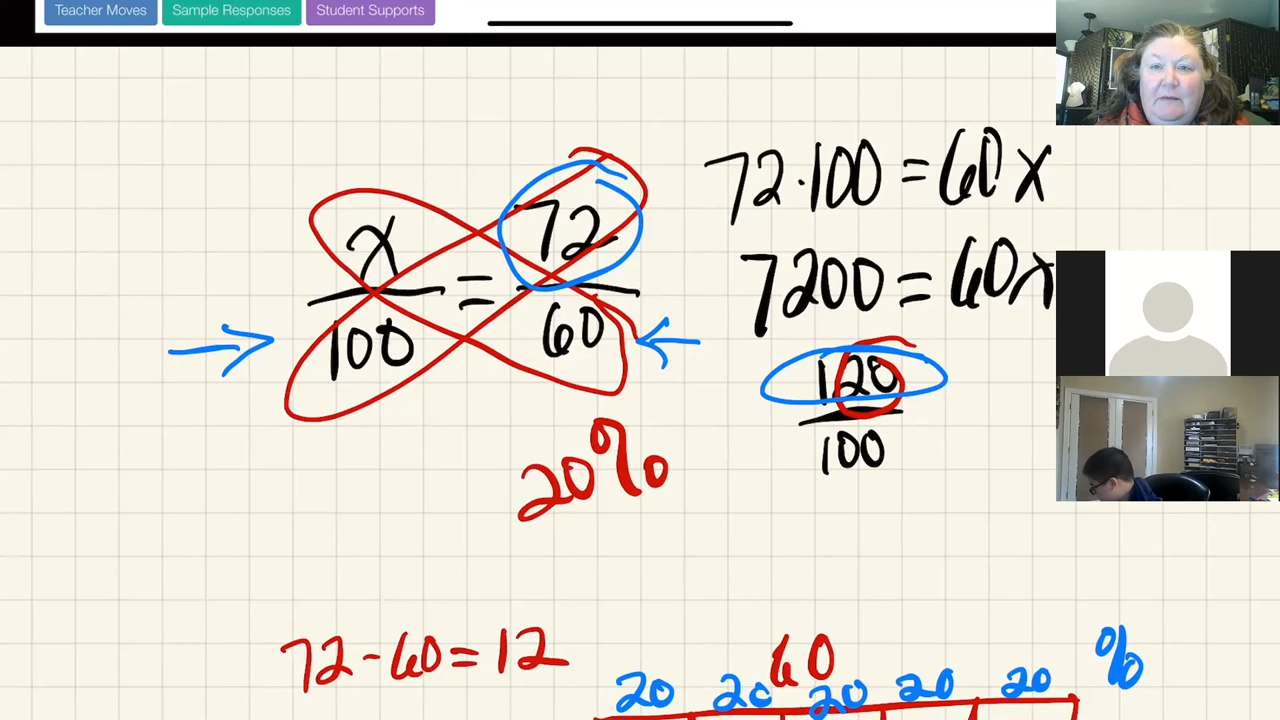 Teacher Moves Sample Responses Student Supports
x/100 = 72/60
72·100 = 60x
7200 = 60x
120/100
20%
72-60=12
60
20 20 20 20 20 %